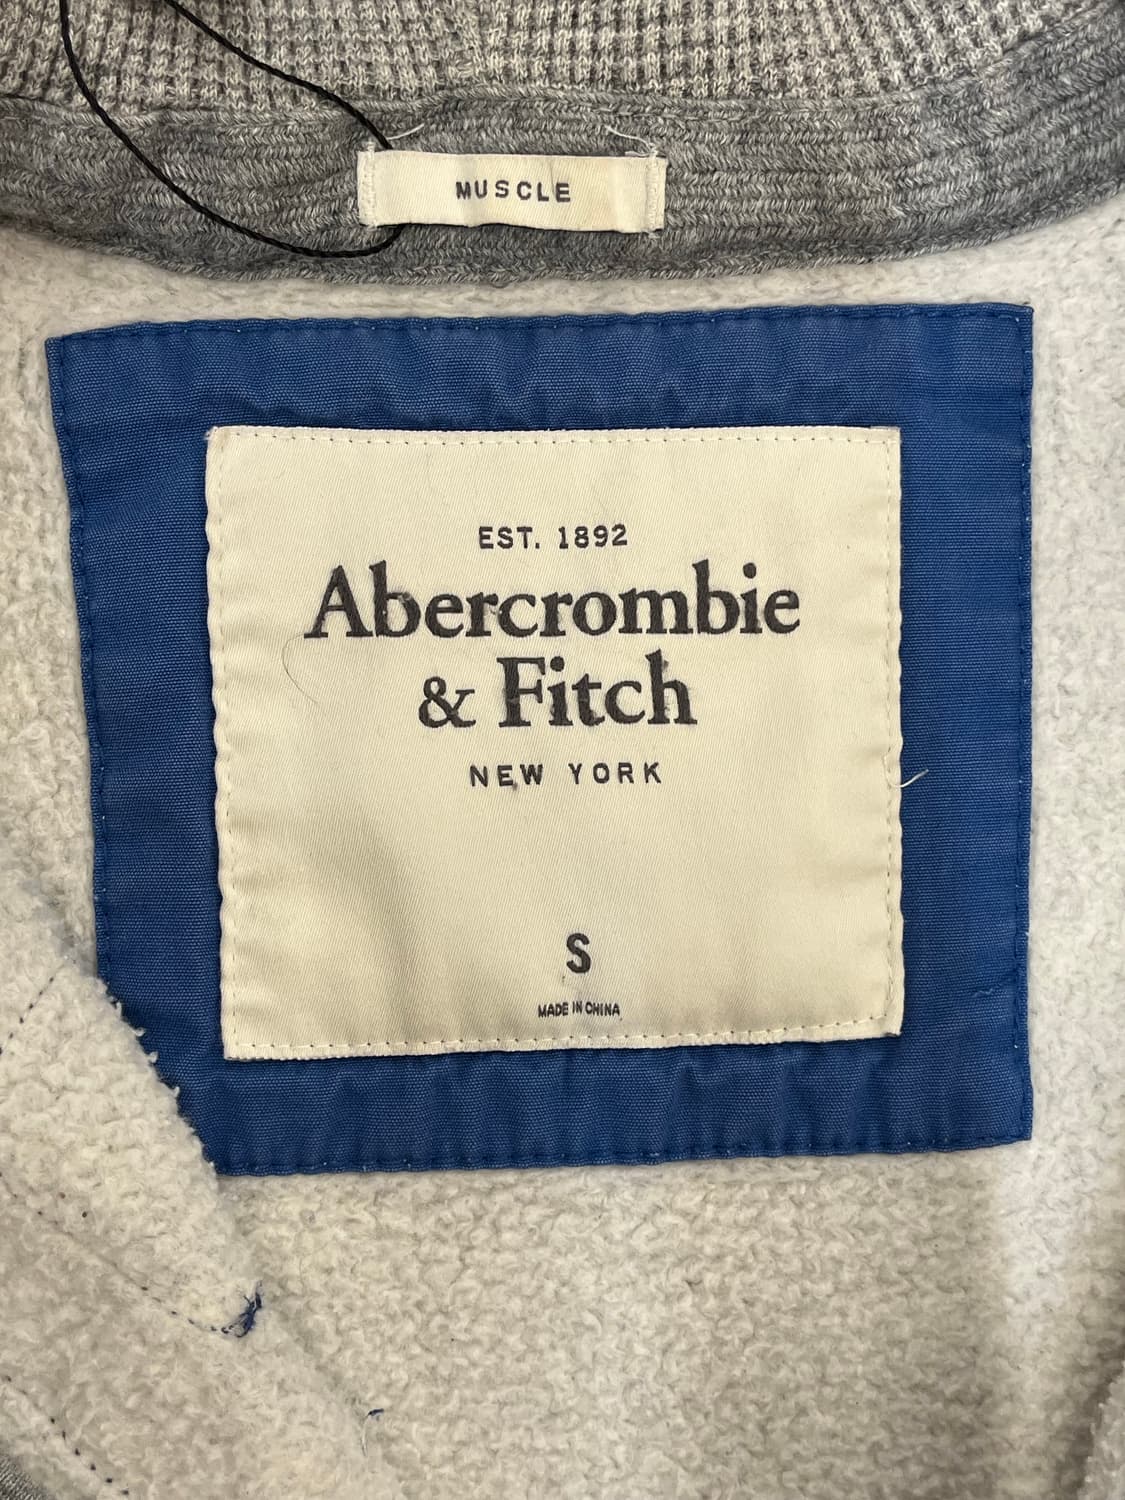 MUSCLE
EST. 1892
Abercrombie
& Fitch
NEW YORK
S
MADE IN CHINA